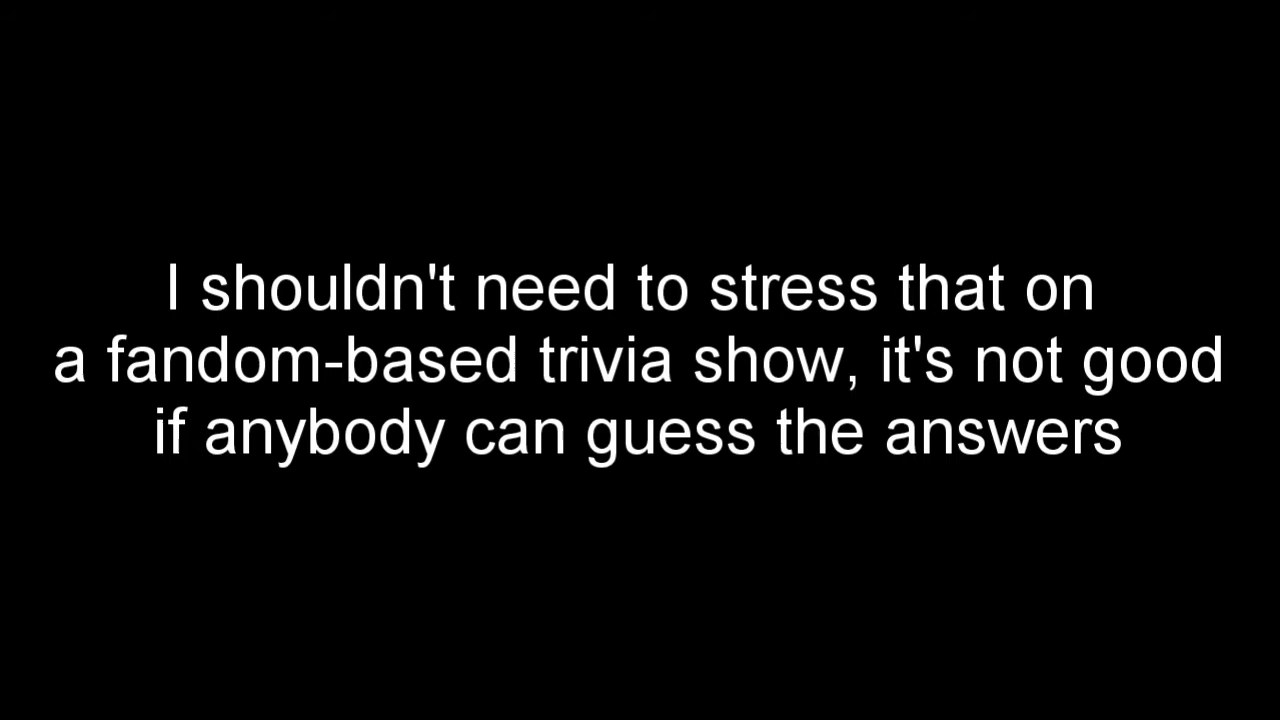 I shouldn't need to stress that on
a fandom-based trivia show, it's not good
if anybody can guess the answers